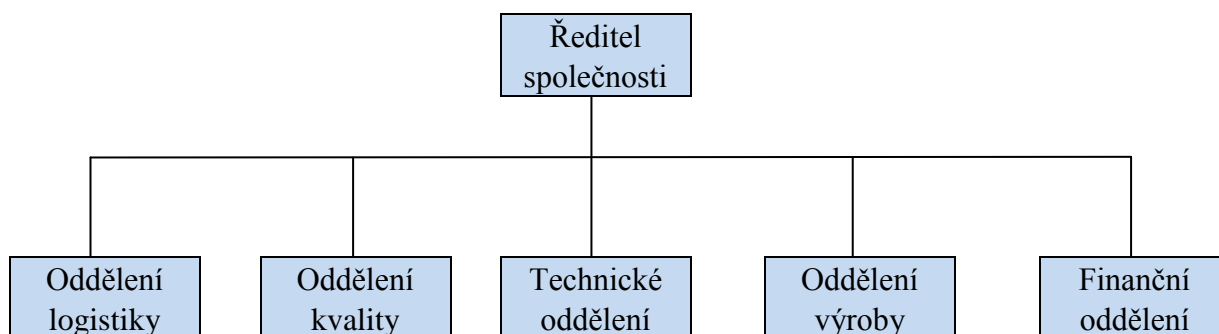 Ředitel
společnosti
Oddělení
logistiky
Oddělení
kvality
Technické
oddělení
Oddělení
výroby
Finanční
oddělení